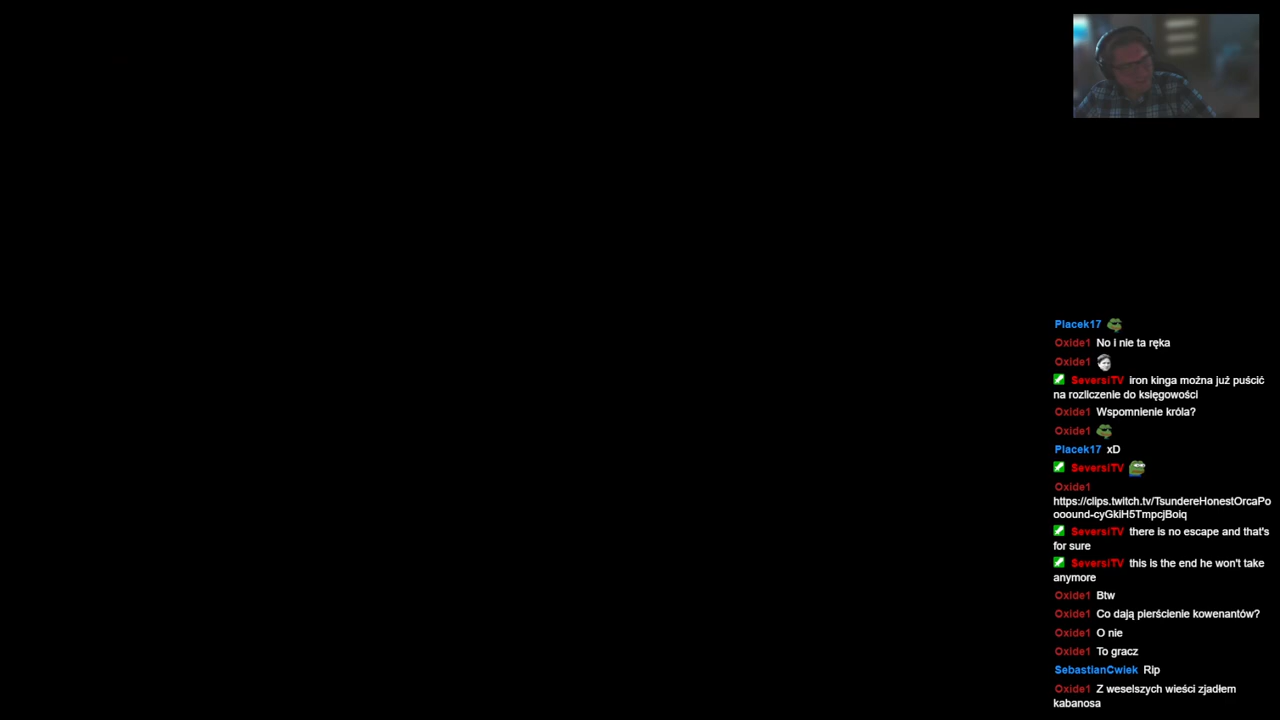 Placek17
Oxide1 No i nie ta ręka
Oxide1
SeversiTV iron kinga można już puścić
na rozliczenie do księgowości
Oxide1 Wspomnienie króla?
Oxide1
Placek17 xD
SeversiTV
Oxide1
https://clips.twitch.tv/TsundereHonestOrcaPo
ooound-cyGkiH5TmpcjBoiq
SeversiTV there is no escape and that's
for sure
SeversiTV this is the end he won't take
anymore
Oxide1 Btw
Oxide1 Co dają pierścienie kowenantów?
Oxide1 O nie
Oxide1 To gracz
SebastianCwiek Rip
Oxide1 Z weselszych wieści zjadłem
kabanosa